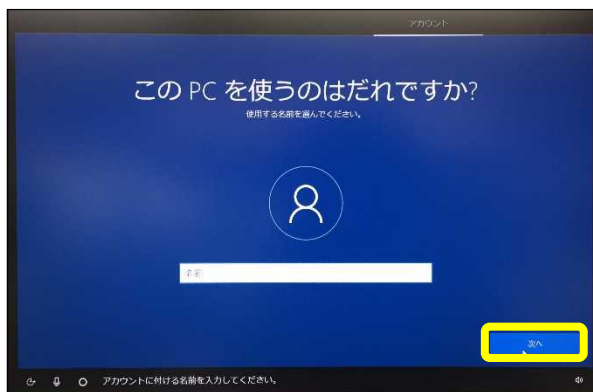 アカウント
この PC を使うのはだれですか?
使用する名前を選んでください。
名前
次へ
アカウントに付ける名前を入力してください。